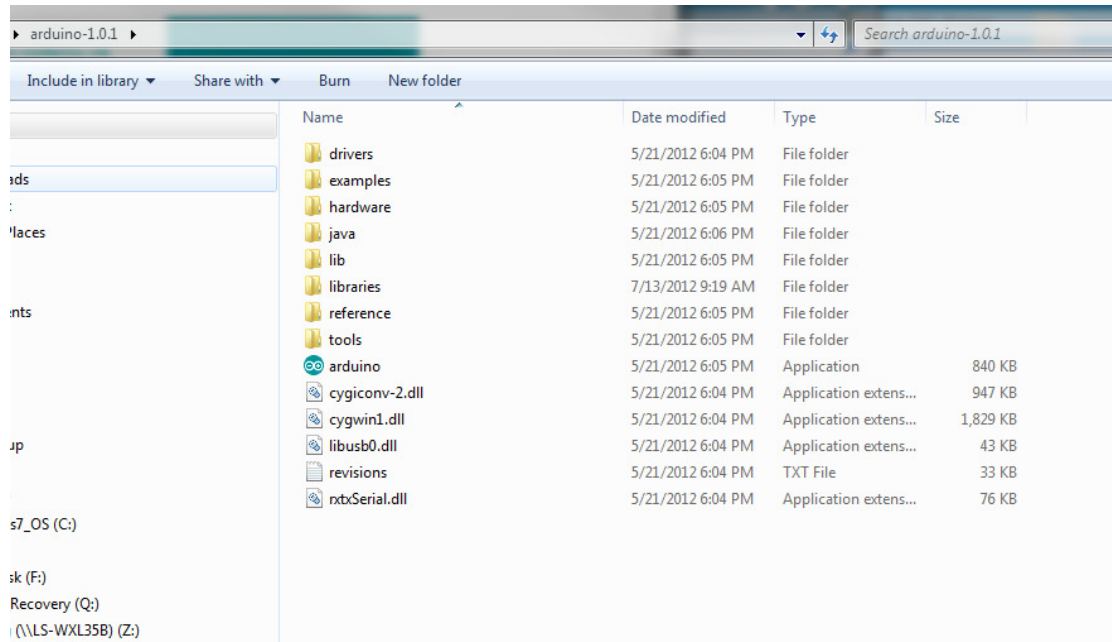 arduino-1.0.1
Search arduino-1.0.1
Include in library Share with Burn New folder
Name Date modified Type Size
drivers 5/21/2012 6:04 PM File folder
ads
examples 5/21/2012 6:05 PM File folder
hardware 5/21/2012 6:05 PM File folder
Places
java 5/21/2012 6:06 PM File folder
lib 5/21/2012 6:05 PM File folder
libraries 7/13/2012 9:19 AM File folder
ents
reference 5/21/2012 6:05 PM File folder
tools 5/21/2012 6:05 PM File folder
arduino 5/21/2012 6:05 PM Application 840 KB
cygiconv-2.dll 5/21/2012 6:04 PM Application extens... 947 KB
cygwin1.dll 5/21/2012 6:04 PM Application extens... 1,829 KB
up
libusb0.dll 5/21/2012 6:04 PM Application extens... 43 KB
revisions 5/21/2012 6:04 PM TXT File 33 KB
rxtxSerial.dll 5/21/2012 6:04 PM Application extens... 76 KB
s7_OS (C:)
sk (F:)
Recovery (Q:)
(\\LS-WXL35B) (Z:)